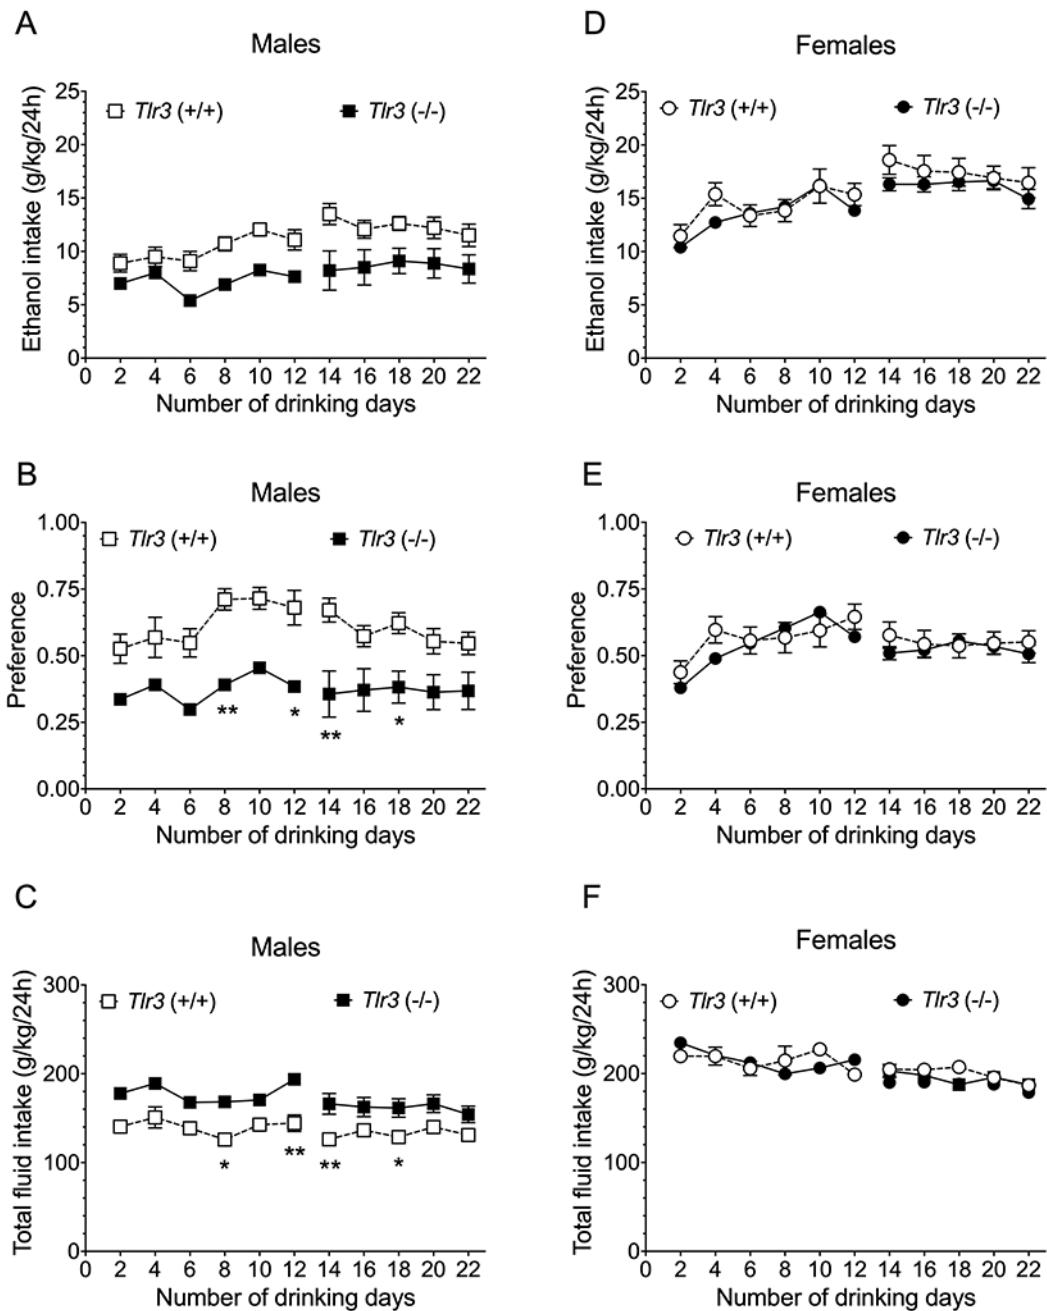 A
Males
Tlr3 (+/+)
Tlr3 (-/-)
Ethanol intake (g/kg/24h)
25
20
15
10
5
0
0 2 4 6 8 10 12 14 16 18 20 22
Number of drinking days
D
Females
Tlr3 (+/+)
Tlr3 (-/-)
Ethanol intake (g/kg/24h)
25
20
15
10
5
0
0 2 4 6 8 10 12 14 16 18 20 22
Number of drinking days
B
Males
Tlr3 (+/+)
Tlr3 (-/-)
Preference
1.00
0.75
0.50
0.25
0.00
** * ** *
0 2 4 6 8 10 12 14 16 18 20 22
Number of drinking days
E
Females
Tlr3 (+/+)
Tlr3 (-/-)
Preference
1.00
0.75
0.50
0.25
0.00
0 2 4 6 8 10 12 14 16 18 20 22
Number of drinking days
C
Males
Tlr3 (+/+)
Tlr3 (-/-)
Total fluid intake (g/kg/24h)
300
200
100
0
* ** ** *
0 2 4 6 8 10 12 14 16 18 20 22
Number of drinking days
F
Females
Tlr3 (+/+)
Tlr3 (-/-)
Total fluid intake (g/kg/24h)
300
200
100
0
0 2 4 6 8 10 12 14 16 18 20 22
Number of drinking days